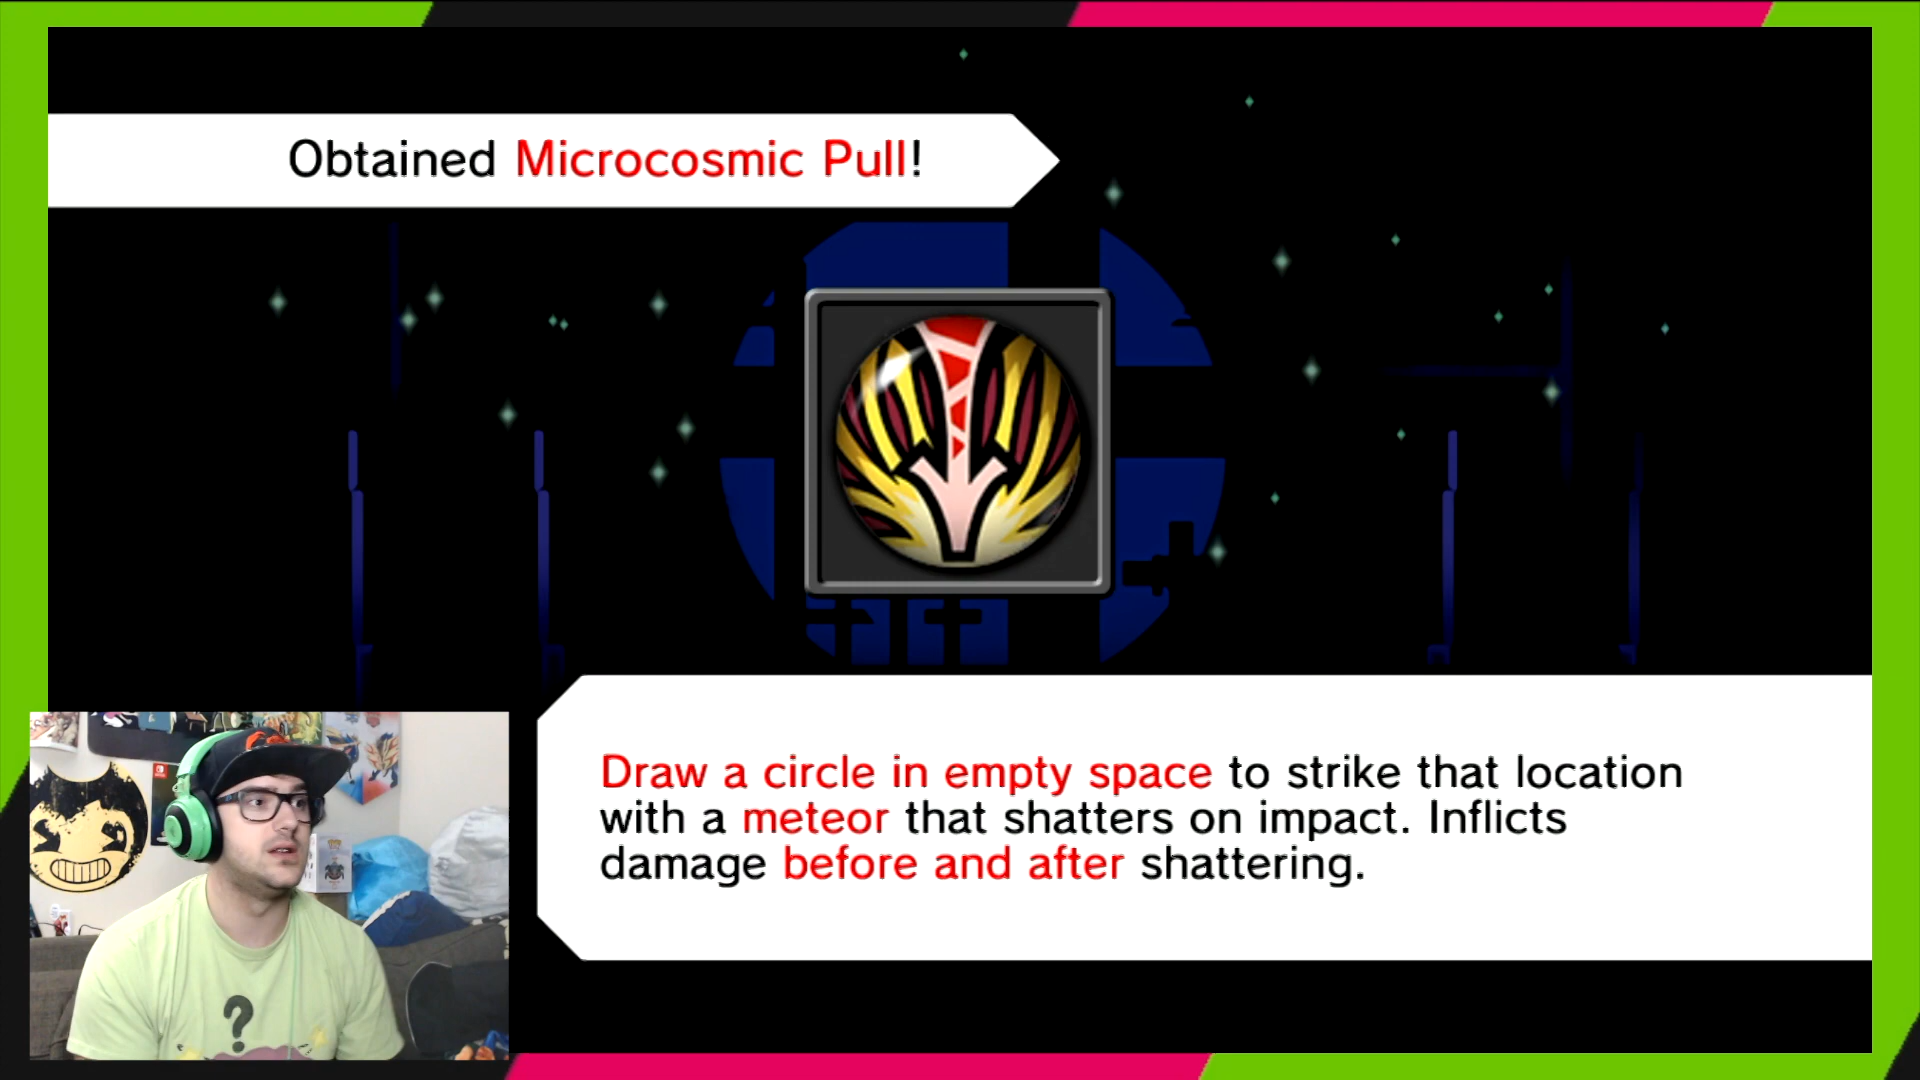 Obtained Microcosmic Pull!
Draw a circle in empty space to strike that location
with a meteor that shatters on impact. Inflicts
damage before and after shattering.
?